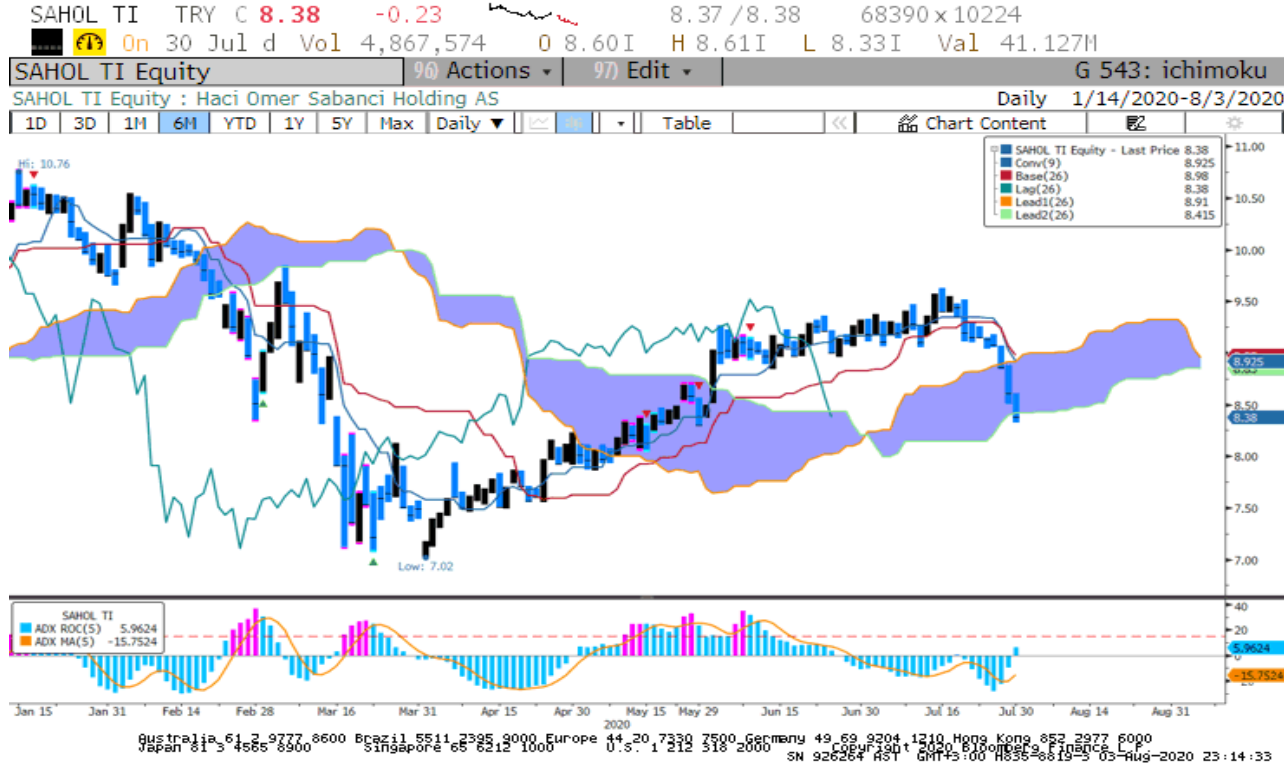 SAHOL TI TRY C 8.38 -0.23 8.37 /8.38 68390 x 10224
On 30 Jul d Vol 4,867,574 O 8.60I H 8.61I L 8.33I Val 41.127M
SAHOL TI Equity 96) Actions 97) Edit G 543: ichimoku
SAHOL TI Equity : Haci Omer Sabanci Holding AS Daily 1/14/2020-8/3/2020
1D 3D 1M 6M YTD 1Y 5Y Max Daily ▼ Table « Chart Content
Hi: 10.76
SAHOL TI Equity - Last Price 8.38
Conv(9) 8.925
Base(26) 8.98
Lag(26) 8.38
Lead1(26) 8.91
Lead2(26) 8.415
11.00
10.50
10.00
9.50
8.925
8.50
8.38
8.00
7.50
7.00
Low: 7.02
SAHOL TI
ADX ROC(5) 5.9624
ADX MA(5) -15.7524
40
20
5.9624
0
-15.7524
Jan 15 Jan 31 Feb 14 Feb 28 Mar 16 Mar 31 Apr 15 Apr 30 May 15 May 29 Jun 15 Jun 30 Jul 16 Jul 30 Aug 14 Aug 31
2020
Australia 61 2 9777 8600 Brazil 5511 2395 9000 Europe 44 20 7330 7500 Germany 49 69 9204 1210 Hong Kong 852 2977 6000
Japan 81 3 4565 8900 Singapore 65 6212 1000 U.S. 1 212 318 2000 Copyright 2020 Bloomberg Finance L.P.
SN 926264 AST GMT+3:00 H835-8819-3 03-Aug-2020 23:14:33